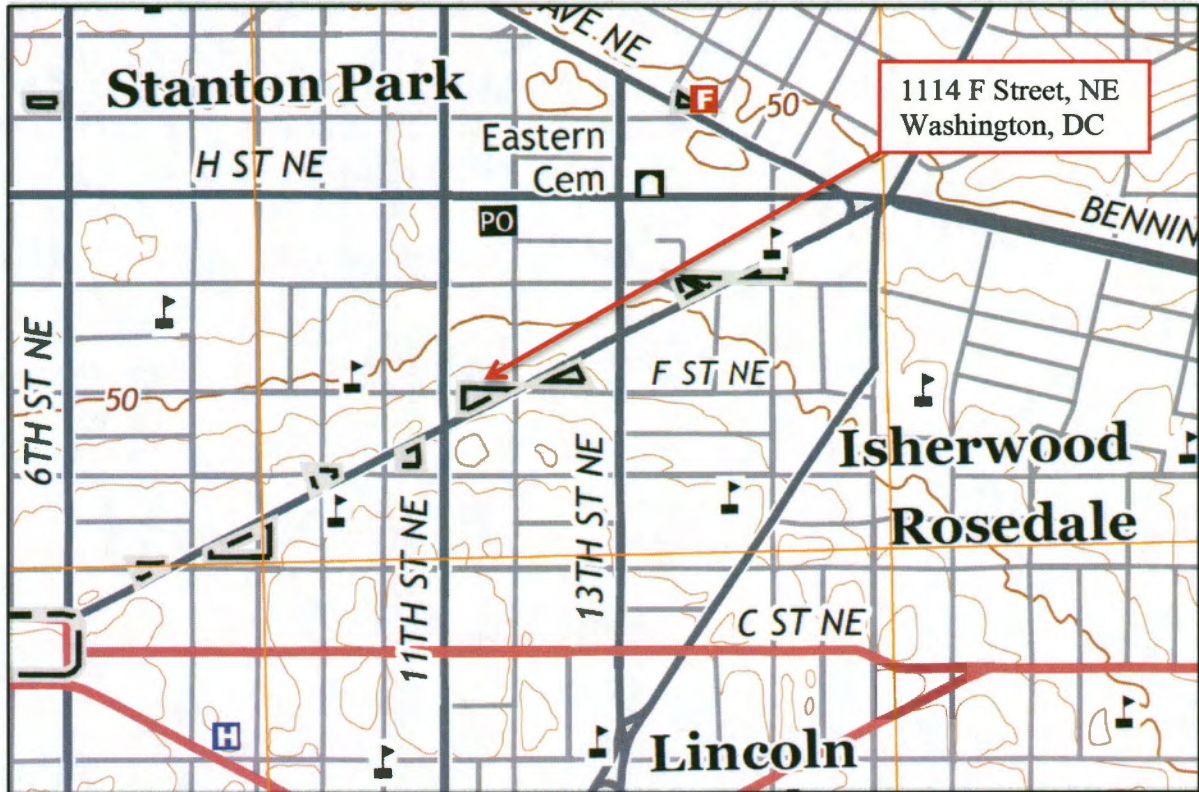 AVE. NE
Stanton Park
F
50
1114 F Street, NE
Washington, DC
Eastern
Cem
H ST NE
PO
BENNIN
6TH ST NE
50
F ST NE
Isherwood
Rosedale
11TH ST NE
13TH ST NE
C ST NE
H
Lincoln